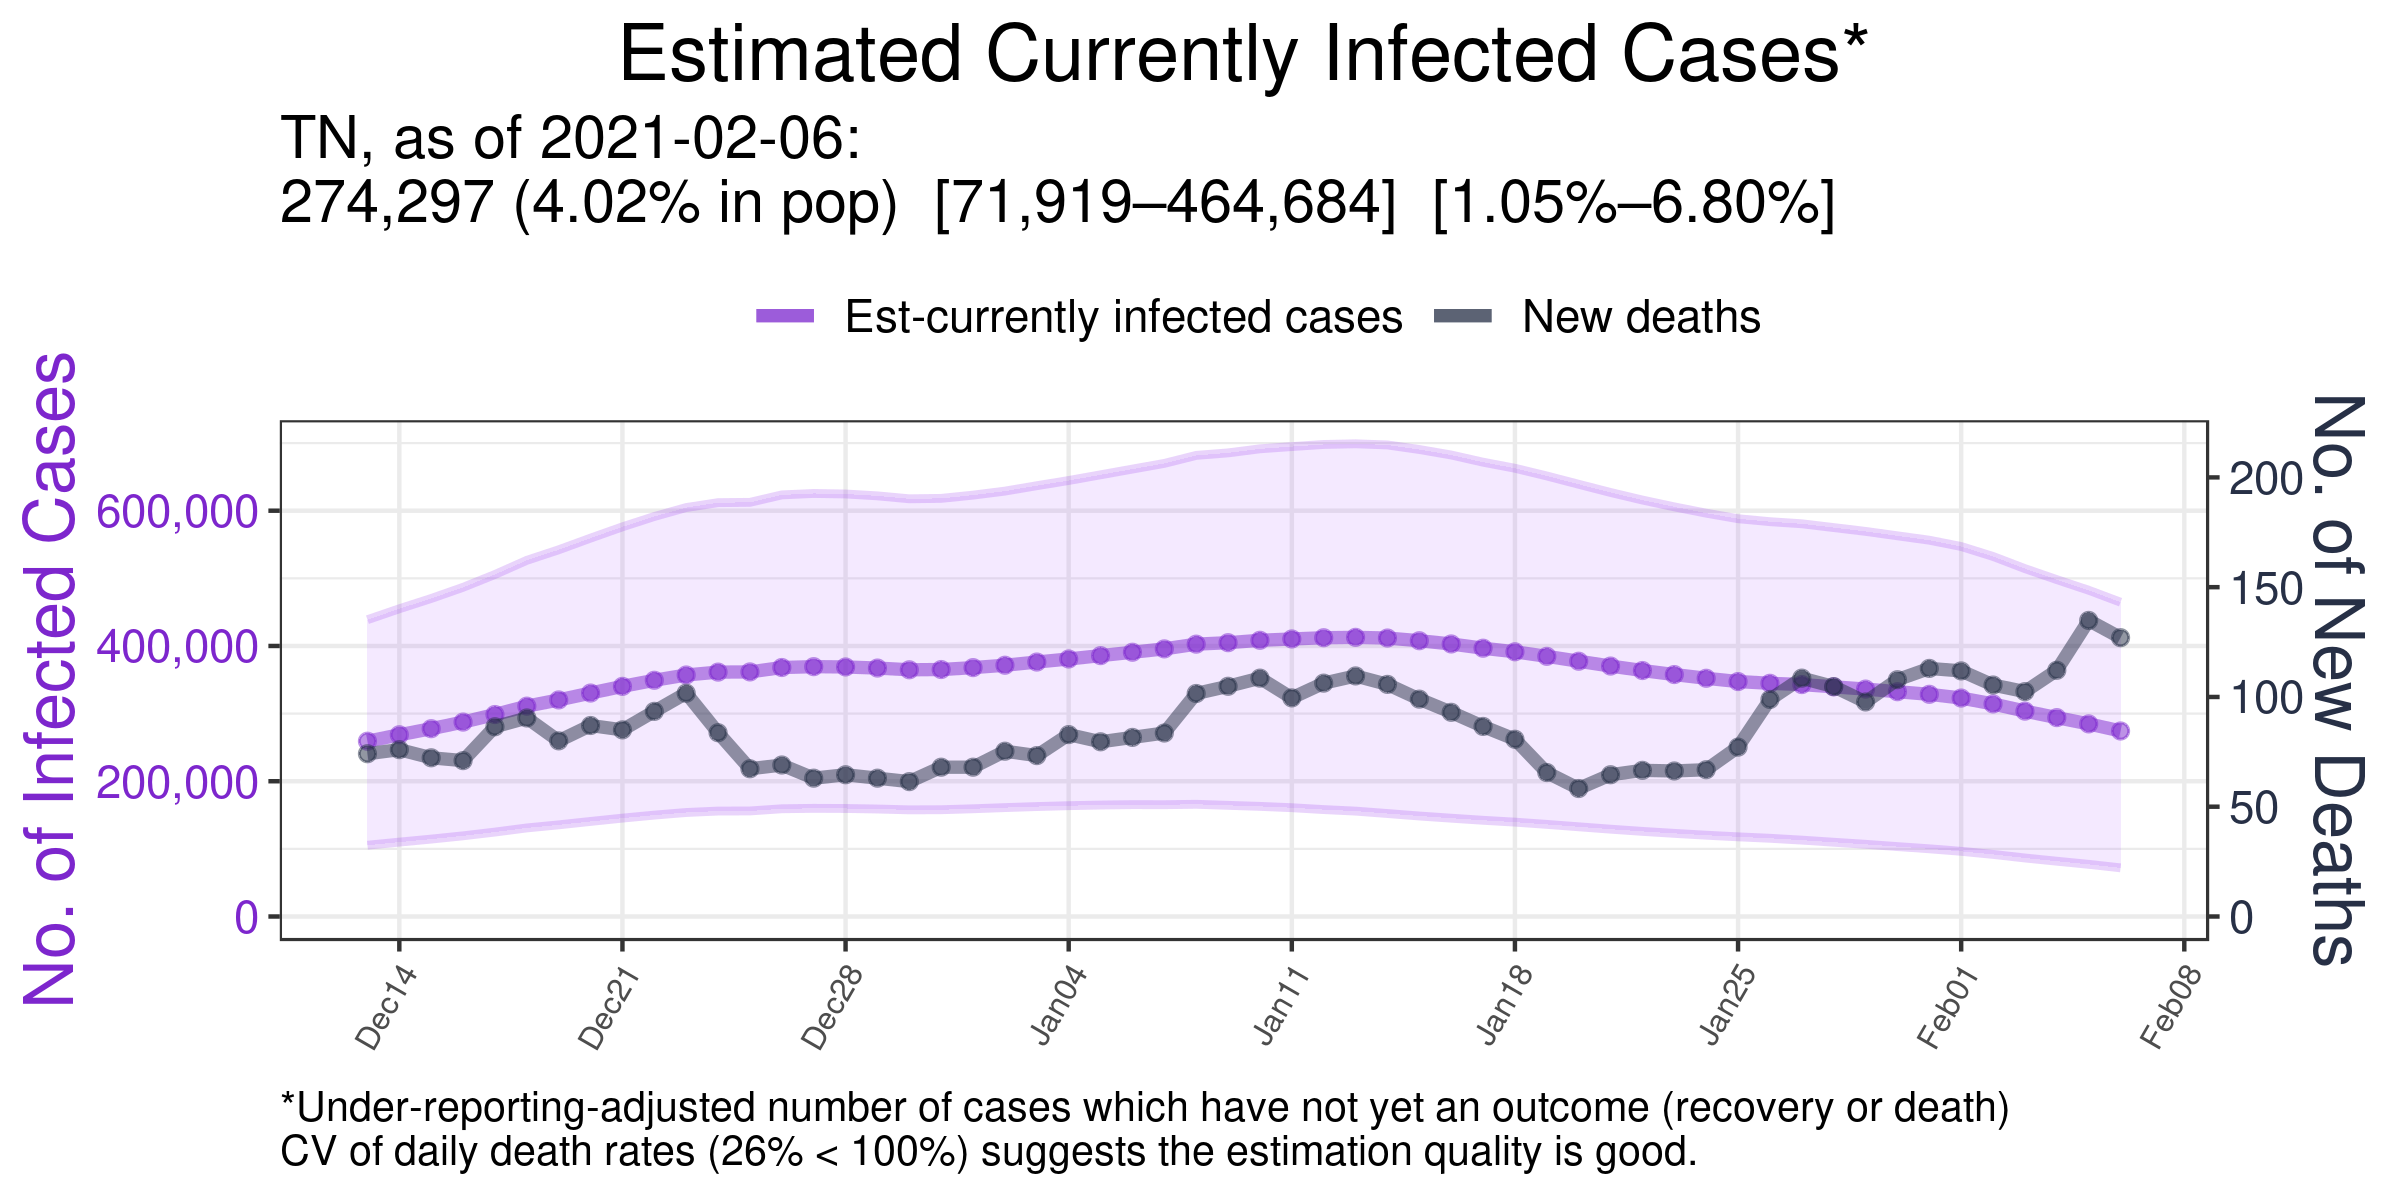 Estimated Currently Infected Cases*
TN, as of 2021-02-06:
274,297 (4.02% in pop)  [71,919–464,684]  [1.05%–6.80%]
Est-currently infected cases
New deaths
No. of Infected Cases
600,000
400,000
200,000
0
200
150
100
50
0
No. of New Deaths
Dec14
Dec21
Dec28
Jan04
Jan11
Jan18
Jan25
Feb01
Feb08
*Under-reporting-adjusted number of cases which have not yet an outcome (recovery or death)
CV of daily death rates (26% < 100%) suggests the estimation quality is good.